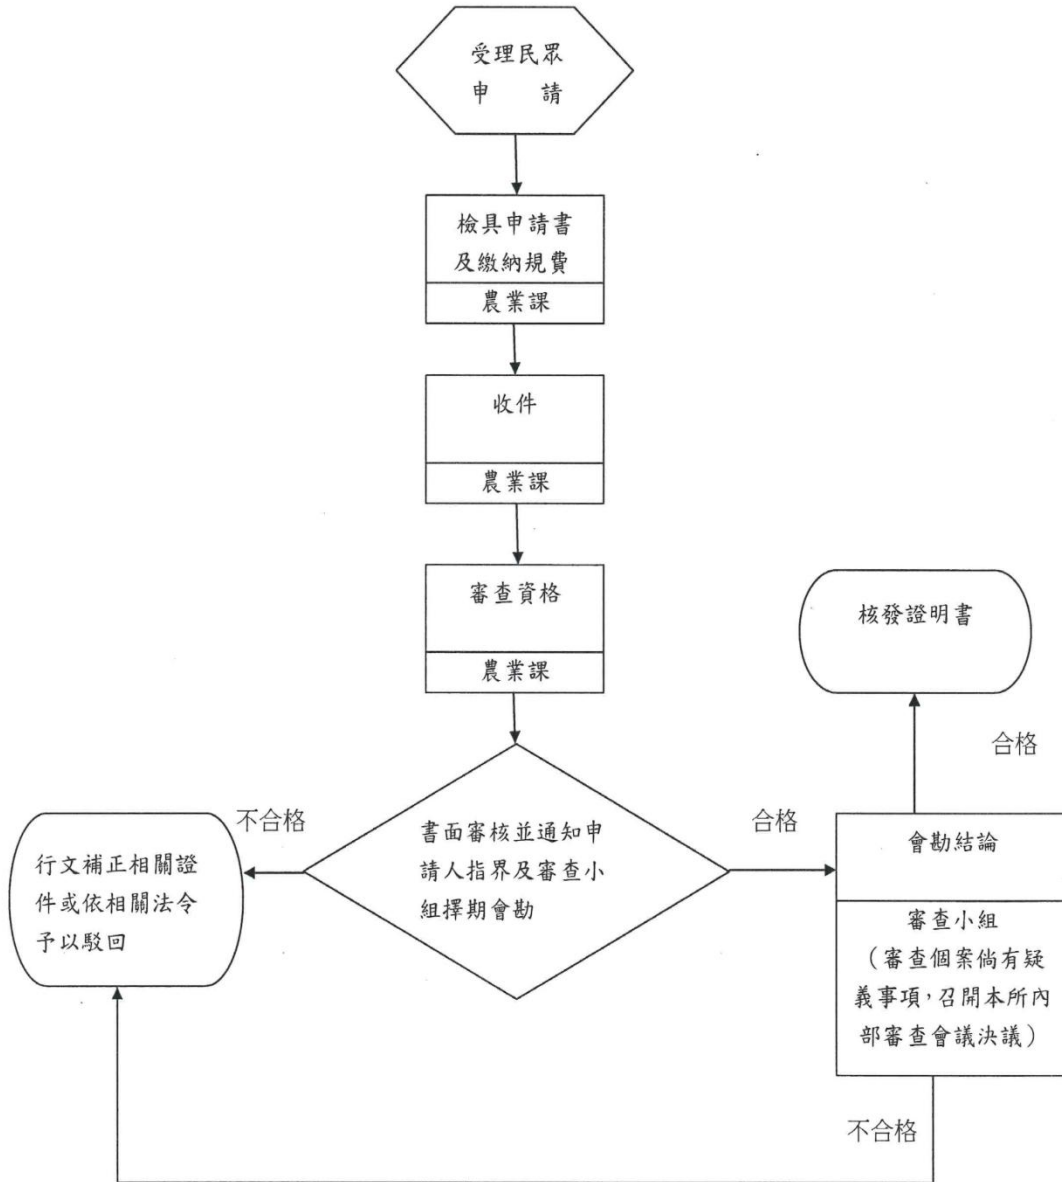 受理民眾
申 請
檢具申請書
及繳納規費
農業課
收件
農業課
審查資格
農業課
核發證明書
合格
不合格
書面審核並通知申
請人指界及審查小
組擇期會勘
合格
會勘結論
行文補正相關證
件或依相關法令
予以駁回
審查小組
（審查個案倘有疑
義事項，召開本所內
部審查會議決議）
不合格